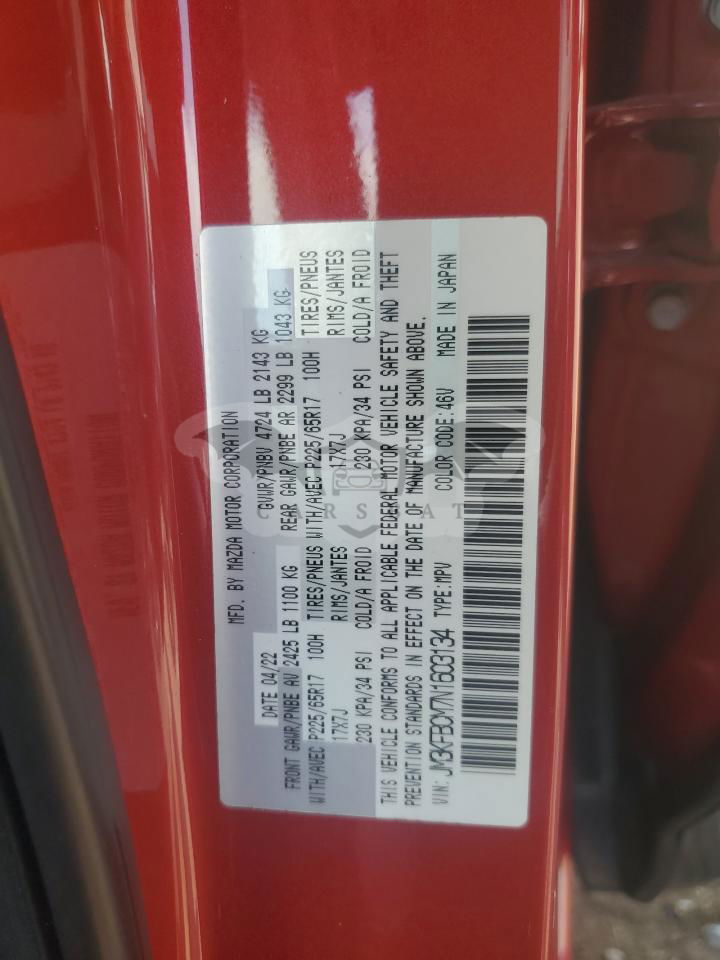 MFD. BY MAZDA MOTOR CORPORATION
DATE 04/22 GVWR/PNBV 4724 LB 2143 KG
FRONT GAWR/PNBE AV 2425 LB 1100 KG REAR GAWR/PNBE AR 2299 LB 1043 KG
WITH/AVEC P225/65R17 100H TIRES/PNEUS WITH/AVEC P225/65R17 100H TIRES/PNEUS
17X7J RIMS/JANTES 17X7J RIMS/JANTES
230 KPA/34 PSI COLD/A FROID 230 KPA/34 PSI COLD/A FROID
THIS VEHICLE CONFORMS TO ALL APPLICABLE FEDERAL MOTOR VEHICLE SAFETY AND THEFT
PREVENTION STANDARDS IN EFFECT ON THE DATE OF MANUFACTURE SHOWN ABOVE.
VIN: JM3KFBCM7N1603134 TYPE:MPV COLOR CODE:46V MADE IN JAPAN